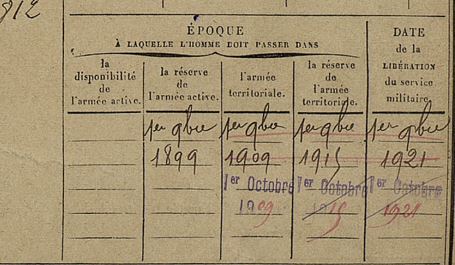 812
ÉPOQUE
À LAQUELLE L'HOMME DOIT PASSER DANS
DATE
de la
LIBÉRATION
du service
militaire.
la
disponibilité
de
l'armée active.
la réserve
de
l'armée active.
l'armée
territoriale.
la réserve
de
l'armée
territoriale.
1er 9bre 1er 9bre 1er 9bre 1er 9bre
1899 1909 1915 1921
1er Octobre 1er Octobre 1er Octobre
1909 1915 1921